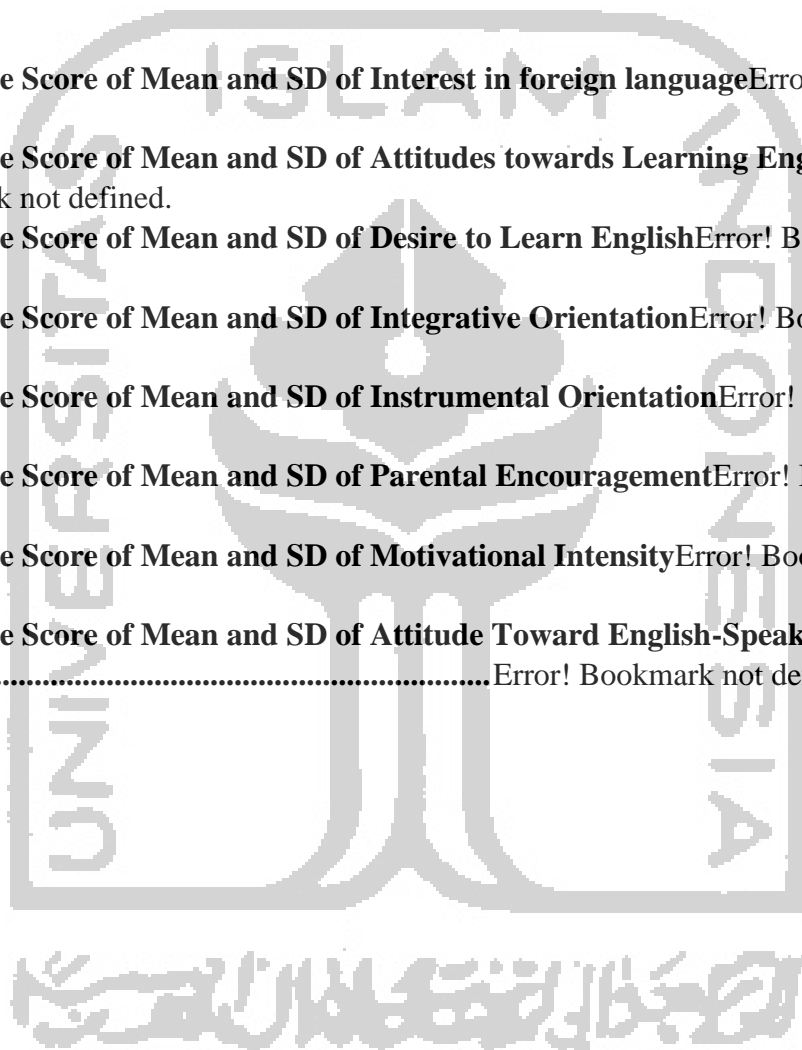 ISLAM
UNIVERSITAS
INDONESIA
e Score of Mean and SD of Interest in foreign languageErro
e Score of Mean and SD of Attitudes towards Learning Eng
k not defined.
e Score of Mean and SD of Desire to Learn EnglishError! B
e Score of Mean and SD of Integrative OrientationError! Bo
e Score of Mean and SD of Instrumental OrientationError!
e Score of Mean and SD of Parental EncouragementError!
e Score of Mean and SD of Motivational IntensityError! Boo
e Score of Mean and SD of Attitude Toward English-Speak
..............................................................Error! Bookmark not de